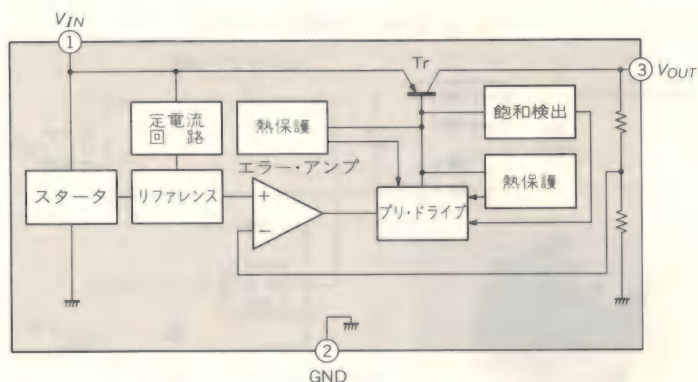 VIN
①
Tr
③ VOUT
定電流
回 路
熱保護
飽和検出
エラー・アンプ
熱保護
スタータ
リファレンス
+
−
プリ・ドライブ
②
GND